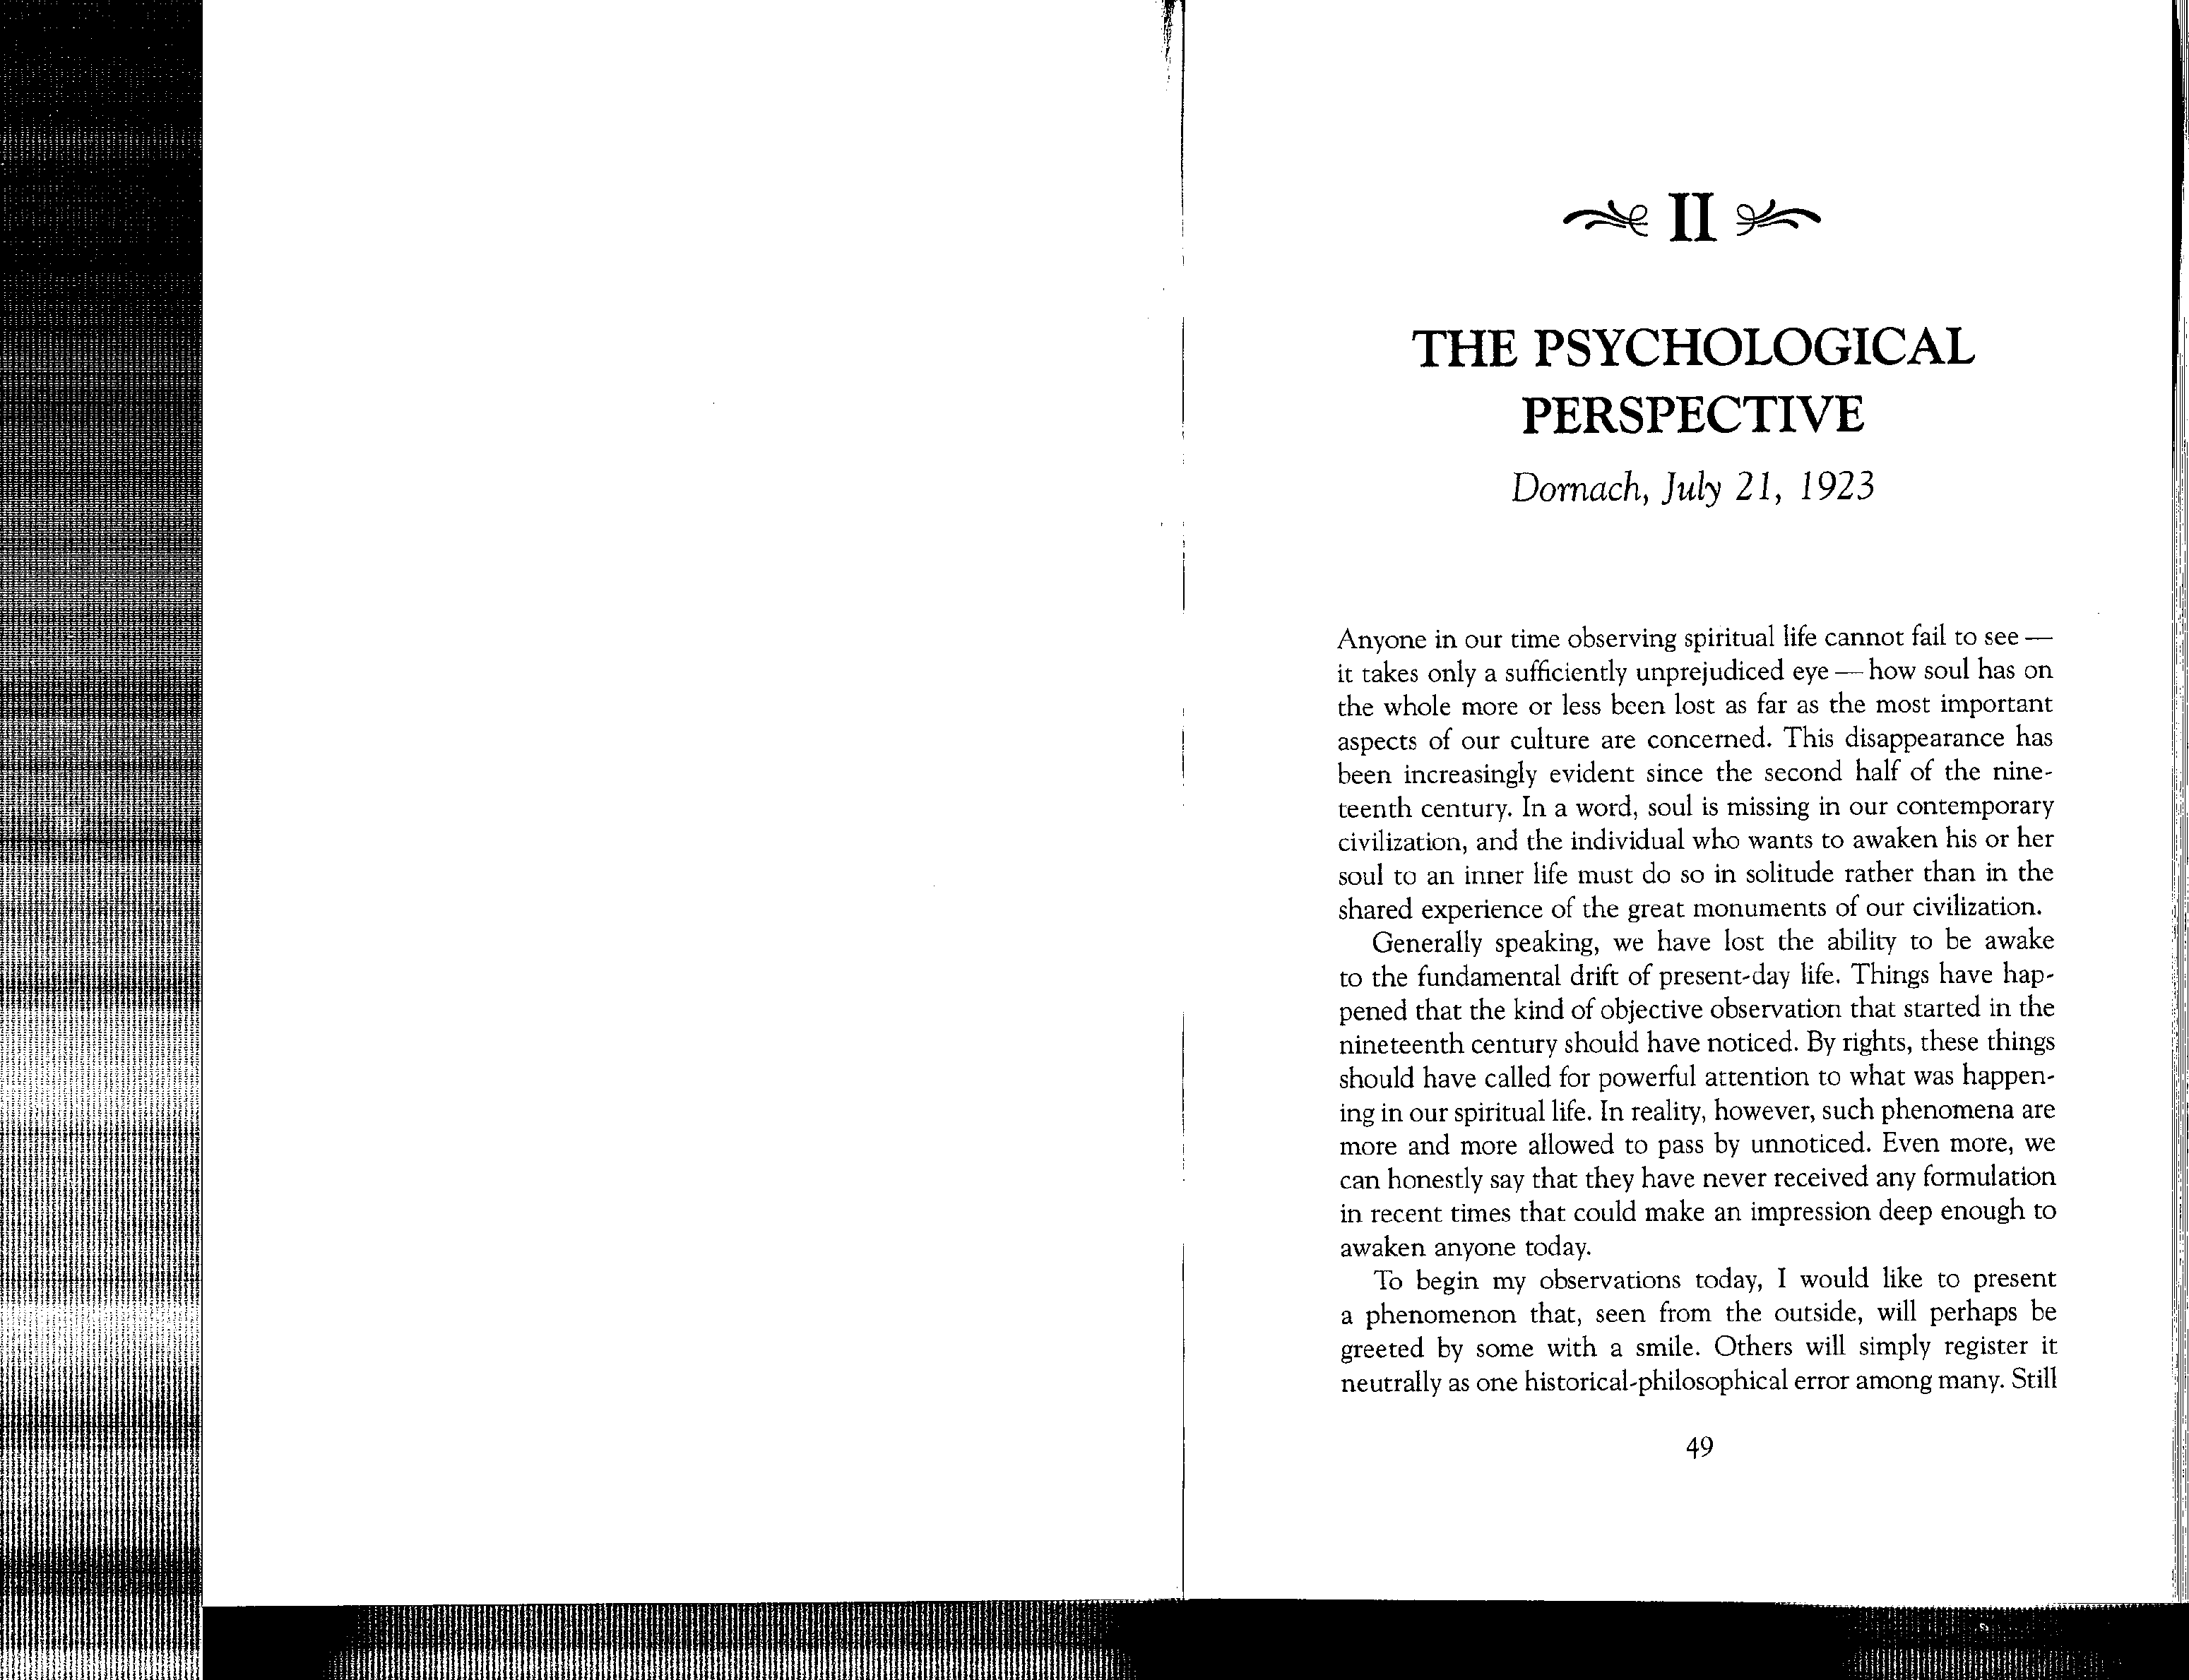 II
THE PSYCHOLOGICAL
PERSPECTIVE
Dornach, July 21, 1923
Anyone in our time observing spiritual life cannot fail to see —
it takes only a sufficiently unprejudiced eye — how soul has on
the whole more or less been lost as far as the most important
aspects of our culture are concerned. This disappearance has
been increasingly evident since the second half of the nine-
teenth century. In a word, soul is missing in our contemporary
civilization, and the individual who wants to awaken his or her
soul to an inner life must do so in solitude rather than in the
shared experience of the great monuments of our civilization.
Generally speaking, we have lost the ability to be awake
to the fundamental drift of present-day life. Things have hap-
pened that the kind of objective observation that started in the
nineteenth century should have noticed. By rights, these things
should have called for powerful attention to what was happen-
ing in our spiritual life. In reality, however, such phenomena are
more and more allowed to pass by unnoticed. Even more, we
can honestly say that they have never received any formulation
in recent times that could make an impression deep enough to
awaken anyone today.
To begin my observations today, I would like to present
a phenomenon that, seen from the outside, will perhaps be
greeted by some with a smile. Others will simply register it
neutrally as one historical-philosophical error among many. Still
49